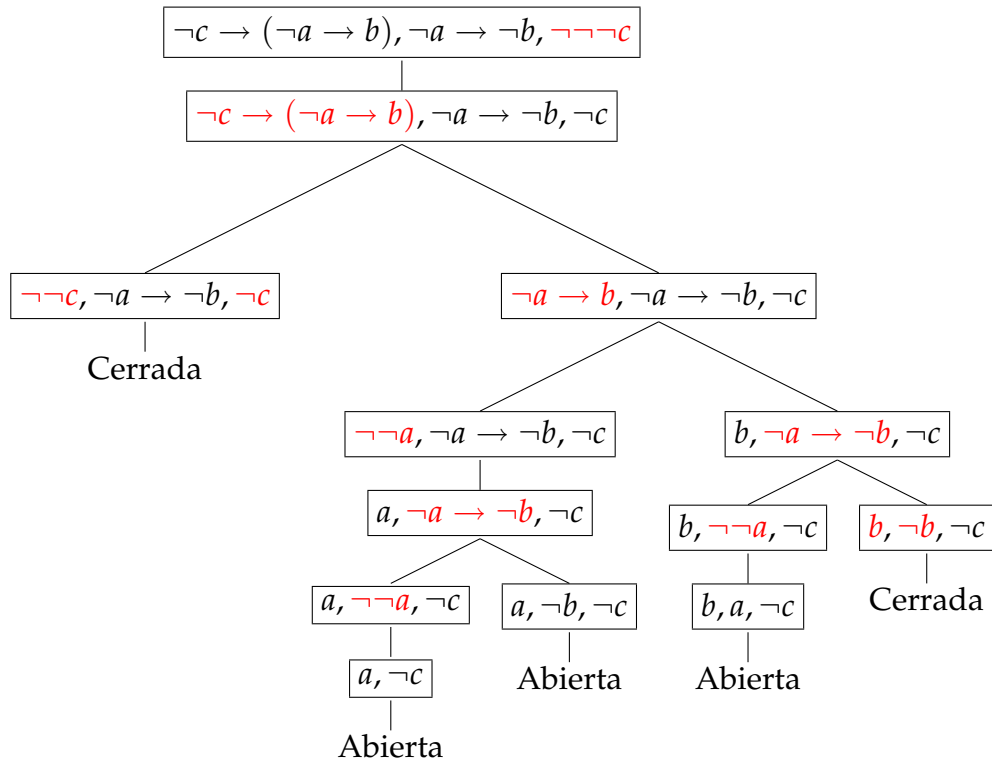 ¬c → (¬a → b), ¬a → ¬b, ¬¬¬c
¬c → (¬a → b), ¬a → ¬b, ¬c
¬¬c, ¬a → ¬b, ¬c
¬a → b, ¬a → ¬b, ¬c
Cerrada
¬¬a, ¬a → ¬b, ¬c
b, ¬a → ¬b, ¬c
a, ¬a → ¬b, ¬c
b, ¬¬a, ¬c
b, ¬b, ¬c
a, ¬¬a, ¬c
a, ¬b, ¬c
b, a, ¬c
Cerrada
a, ¬c
Abierta
Abierta
Abierta